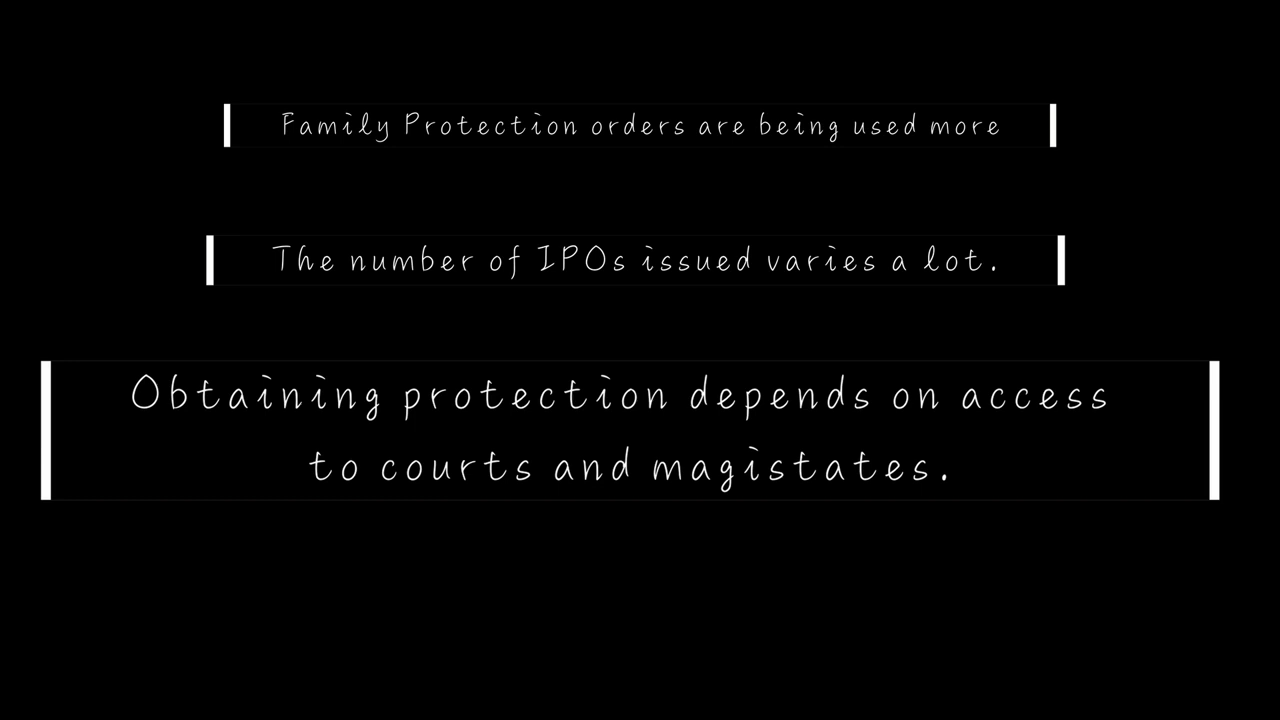 Family Protection orders are being used more
The number of IPOs issued varies a lot.
Obtaining protection depends on access
to courts and magistates.